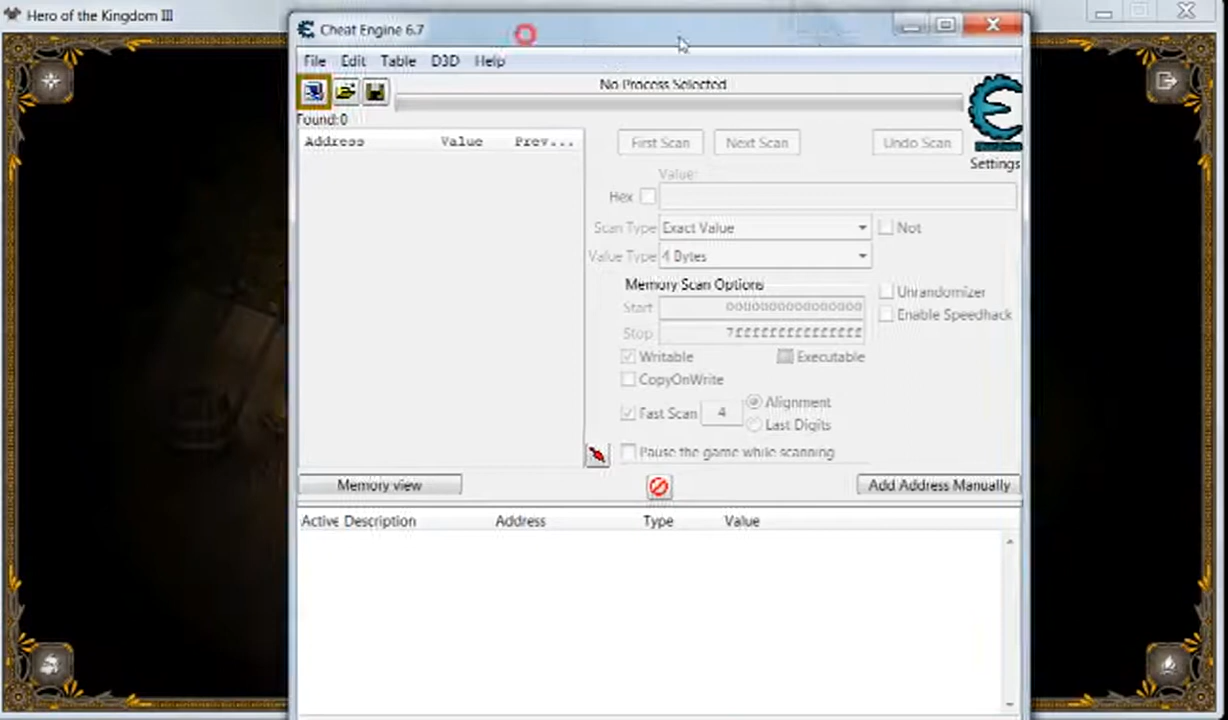 Hero of the Kingdom III
Cheat Engine 6.7
File Edit Table D3D Help
No Process Selected
Found:0
Address Value Prev...
First Scan Next Scan Undo Scan
Settings
Value:
Hex
Scan Type Exact Value Not
Value Type 4 Bytes
Memory Scan Options
Unrandomizer
Start 0000000000000000
Enable Speedhack
Stop 7fffffffffffffff
Writable Executable
CopyOnWrite
Fast Scan 4 Alignment
Last Digits
Pause the game while scanning
Memory view Add Address Manually
Active Description Address Type Value